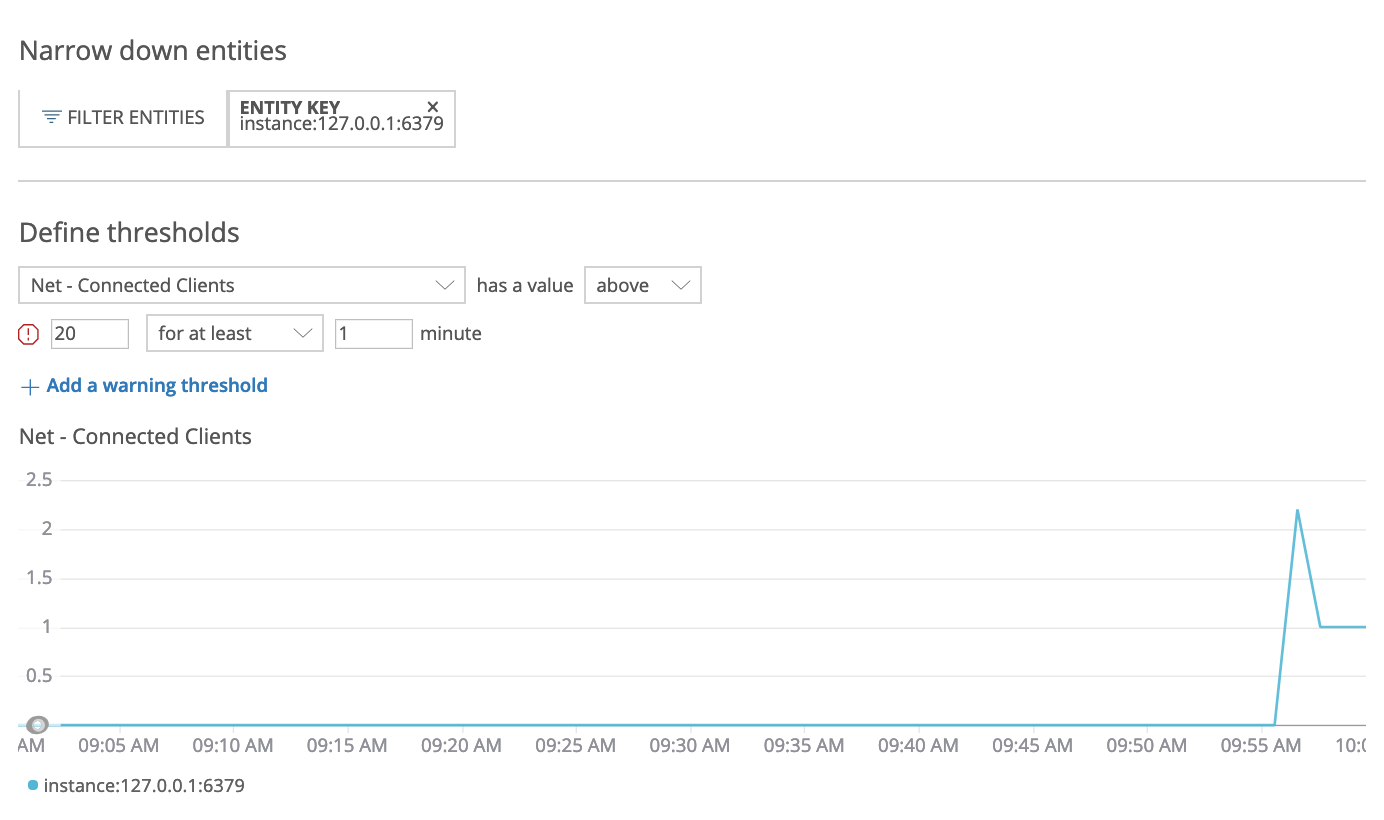 Narrow down entities
FILTER ENTITIES
ENTITY KEY
instance:127.0.0.1:6379
Define thresholds
Net - Connected Clients has a value above
20 for at least 1 minute
Add a warning threshold
Net - Connected Clients
2.5
2
1.5
1
0.5
AM 09:05 AM 09:10 AM 09:15 AM 09:20 AM 09:25 AM 09:30 AM 09:35 AM 09:40 AM 09:45 AM 09:50 AM 09:55 AM
instance:127.0.0.1:6379